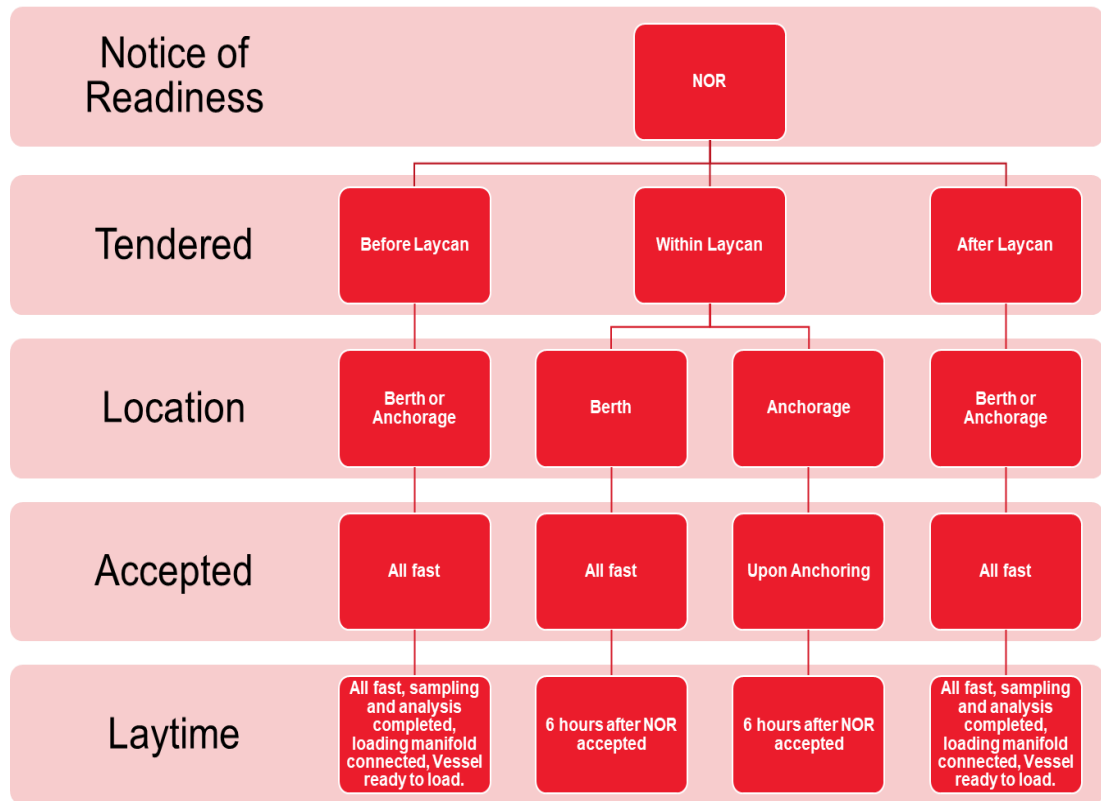 Notice of
Readiness
NOR
Tendered
Before Laycan
Within Laycan
After Laycan
Location
Berth or
Anchorage
Berth
Anchorage
Berth or
Anchorage
Accepted
All fast
All fast
Upon Anchoring
All fast
Laytime
All fast, sampling
and analysis
completed,
loading manifold
connected, Vessel
ready to load.
6 hours after NOR
accepted
6 hours after NOR
accepted
All fast, sampling
and analysis
completed,
loading manifold
connected, Vessel
ready to load.